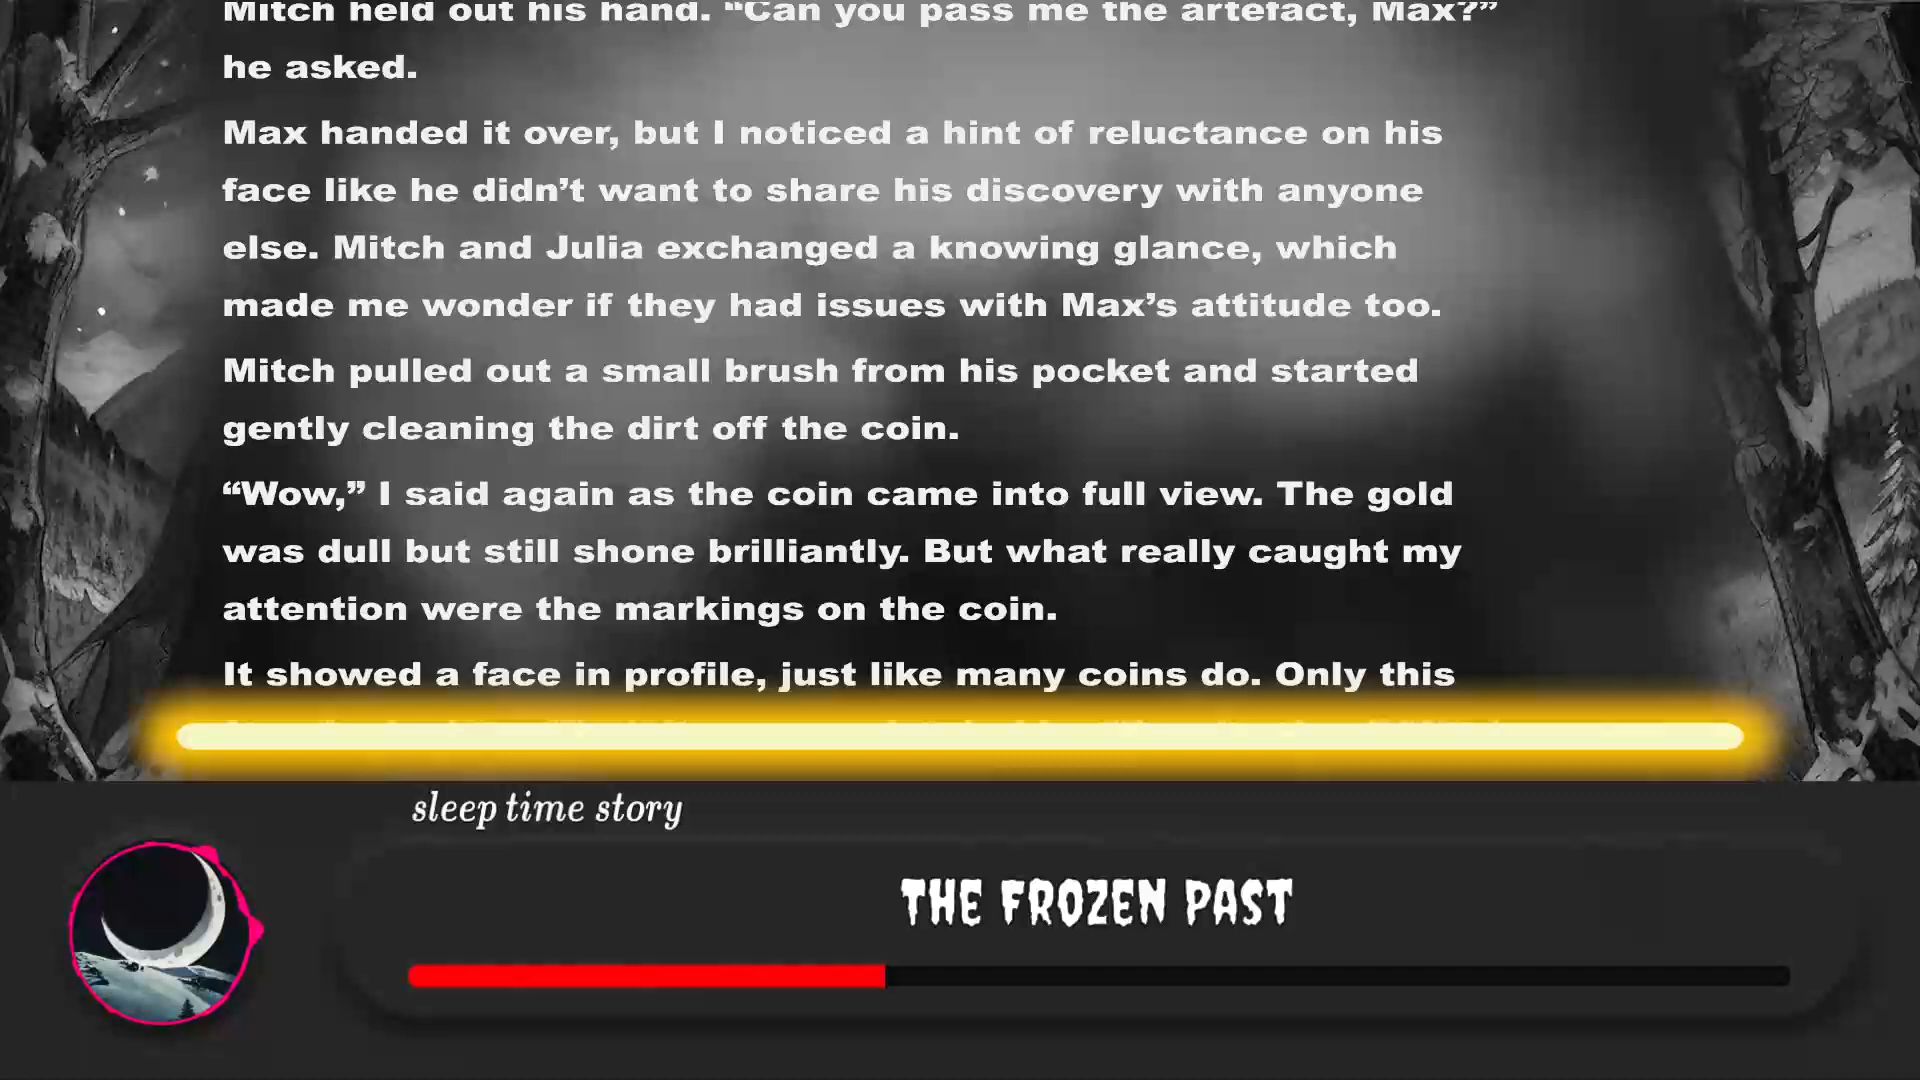 Mitch held out his hand. “Can you pass me the artefact, Max?”
he asked.
Max handed it over, but I noticed a hint of reluctance on his
face like he didn’t want to share his discovery with anyone
else. Mitch and Julia exchanged a knowing glance, which
made me wonder if they had issues with Max’s attitude too.
Mitch pulled out a small brush from his pocket and started
gently cleaning the dirt off the coin.
“Wow,” I said again as the coin came into full view. The gold
was dull but still shone brilliantly. But what really caught my
attention were the markings on the coin.
It showed a face in profile, just like many coins do. Only this
sleep time story
THE FROZEN PAST